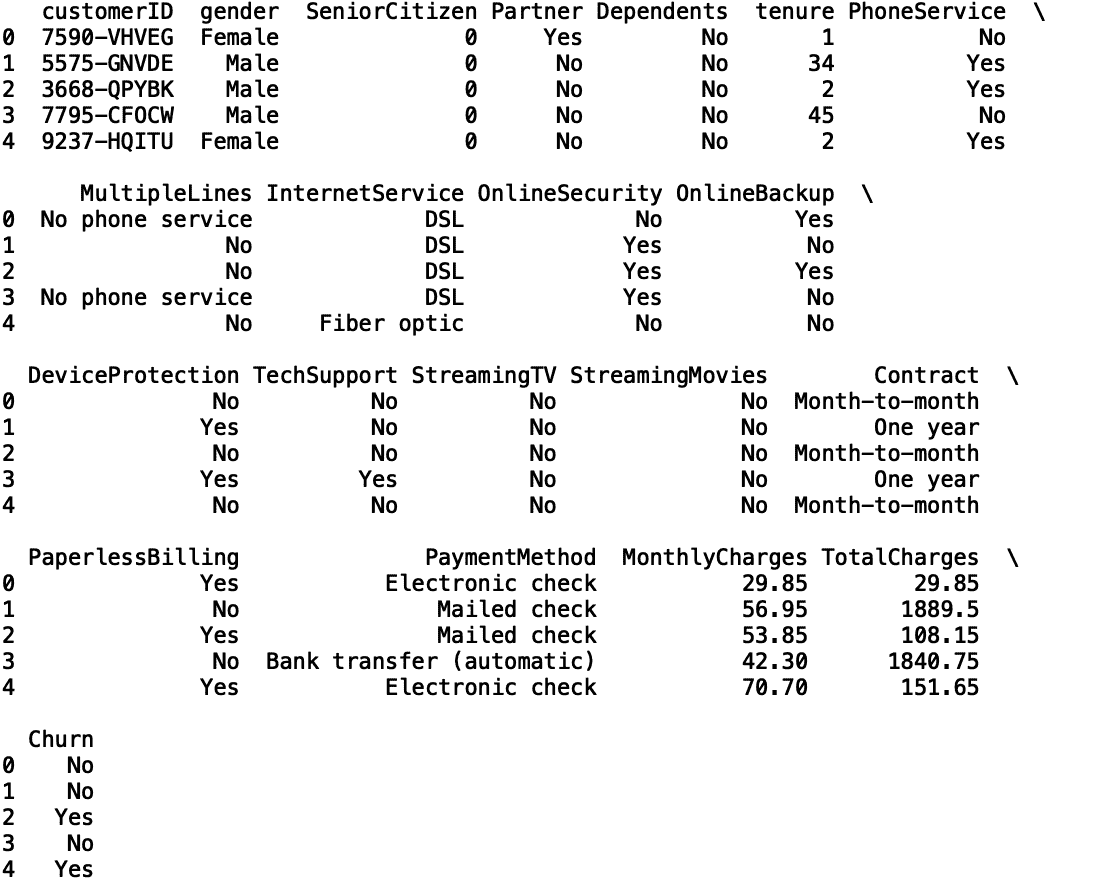 customerID  gender  SeniorCitizen Partner Dependents  tenure PhoneService  \
0  7590-VHVEG  Female              0     Yes         No       1           No
1  5575-GNVDE    Male              0      No         No      34          Yes
2  3668-QPYBK    Male              0      No         No       2          Yes
3  7795-CFOCW    Male              0      No         No      45           No
4  9237-HQITU  Female              0      No         No       2          Yes

      MultipleLines InternetService OnlineSecurity OnlineBackup  \
0  No phone service             DSL             No          Yes
1                No             DSL            Yes           No
2                No             DSL            Yes          Yes
3  No phone service             DSL            Yes           No
4                No     Fiber optic             No           No

  DeviceProtection TechSupport StreamingTV StreamingMovies        Contract  \
0               No          No          No              No  Month-to-month
1              Yes          No          No              No        One year
2               No          No          No              No  Month-to-month
3              Yes         Yes          No              No        One year
4               No          No          No              No  Month-to-month

  PaperlessBilling              PaymentMethod  MonthlyCharges TotalCharges  \
0              Yes           Electronic check           29.85        29.85
1               No               Mailed check           56.95       1889.5
2              Yes               Mailed check           53.85       108.15
3               No  Bank transfer (automatic)           42.30      1840.75
4              Yes           Electronic check           70.70       151.65

  Churn
0    No
1    No
2   Yes
3    No
4   Yes